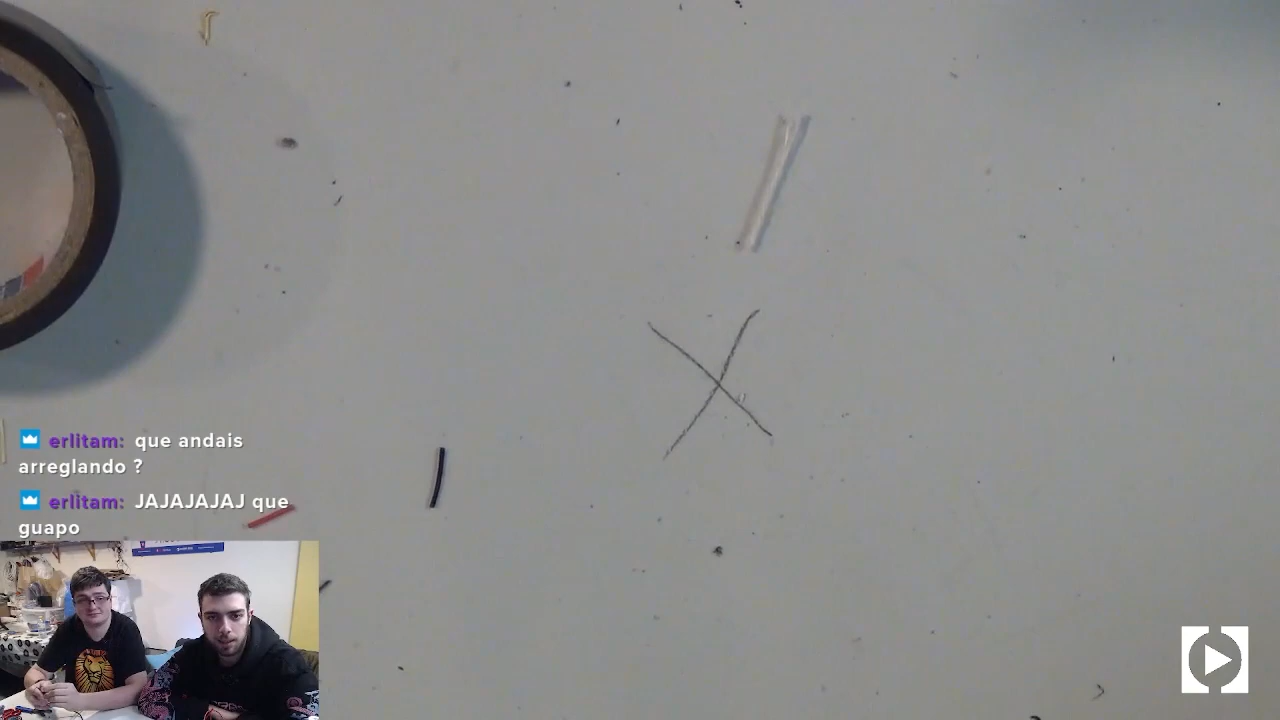 erlitam: que andais
arreglando ?
erlitam: JAJAJAJAJ que
guapo